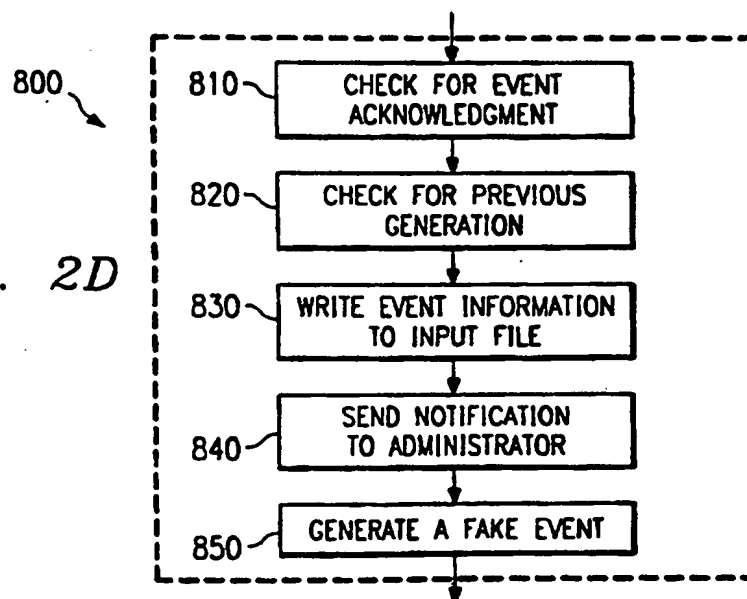 800
810
CHECK FOR EVENT
ACKNOWLEDGMENT
820
CHECK FOR PREVIOUS
GENERATION
. 2D
830
WRITE EVENT INFORMATION
TO INPUT FILE
840
SEND NOTIFICATION
TO ADMINISTRATOR
850
GENERATE A FAKE EVENT